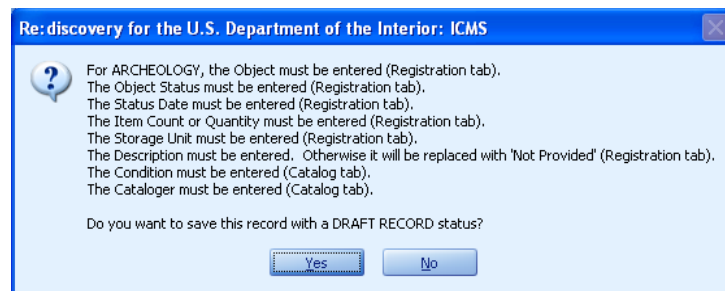 Re:discovery for the U.S. Department of the Interior: ICMS
For ARCHEOLOGY, the Object must be entered (Registration tab).
The Object Status must be entered (Registration tab).
The Status Date must be entered (Registration tab).
The Item Count or Quantity must be entered (Registration tab).
The Storage Unit must be entered (Registration tab).
The Description must be entered.  Otherwise it will be replaced with 'Not Provided' (Registration tab).
The Condition must be entered (Catalog tab).
The Cataloger must be entered (Catalog tab).
Do you want to save this record with a DRAFT RECORD status?
Yes No